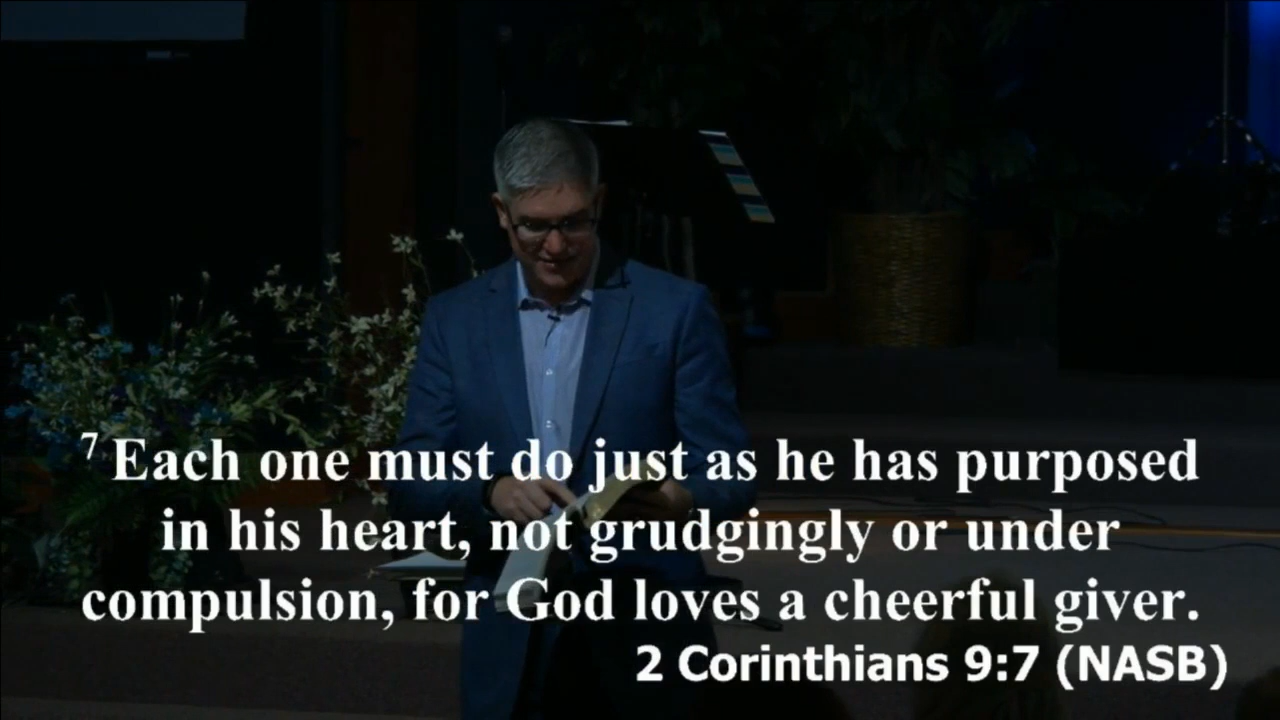 7 Each one must do just as he has purposed
in his heart, not grudgingly or under
compulsion, for God loves a cheerful giver.
2 Corinthians 9:7 (NASB)